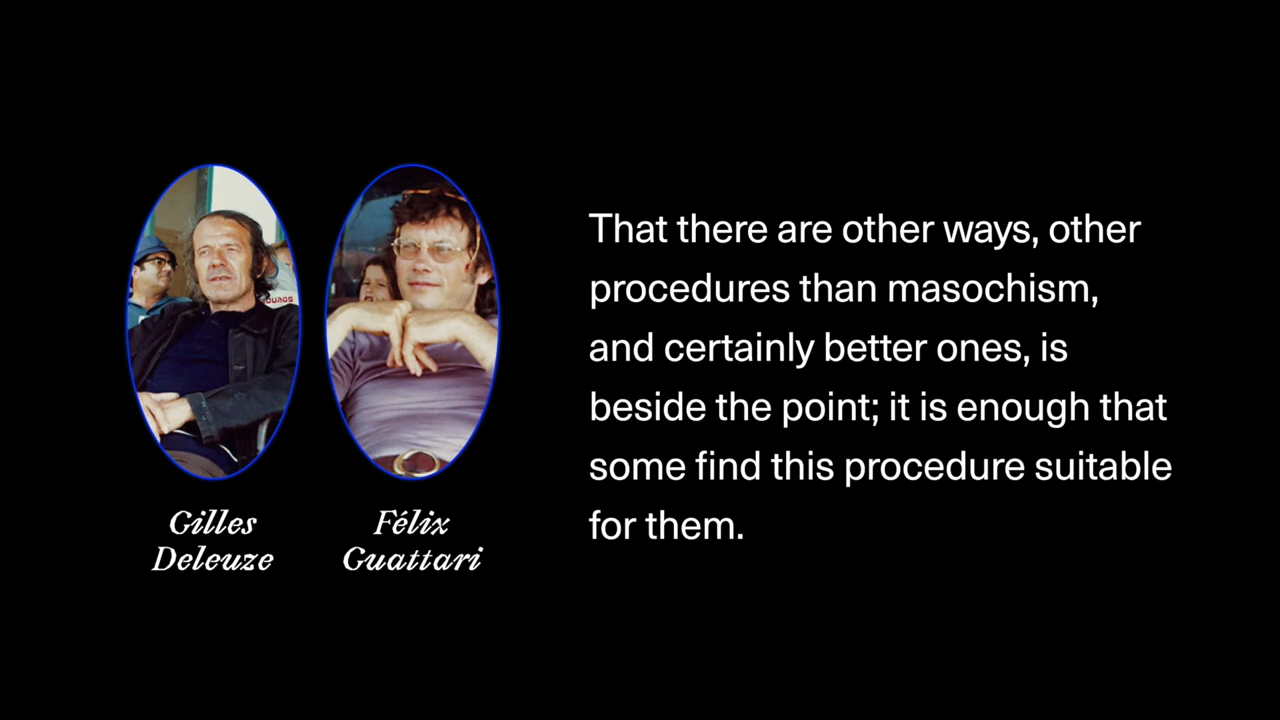 UROS
Gilles
Deleuze
Félix
Guattari
That there are other ways, other
procedures than masochism,
and certainly better ones, is
beside the point; it is enough that
some find this procedure suitable
for them.